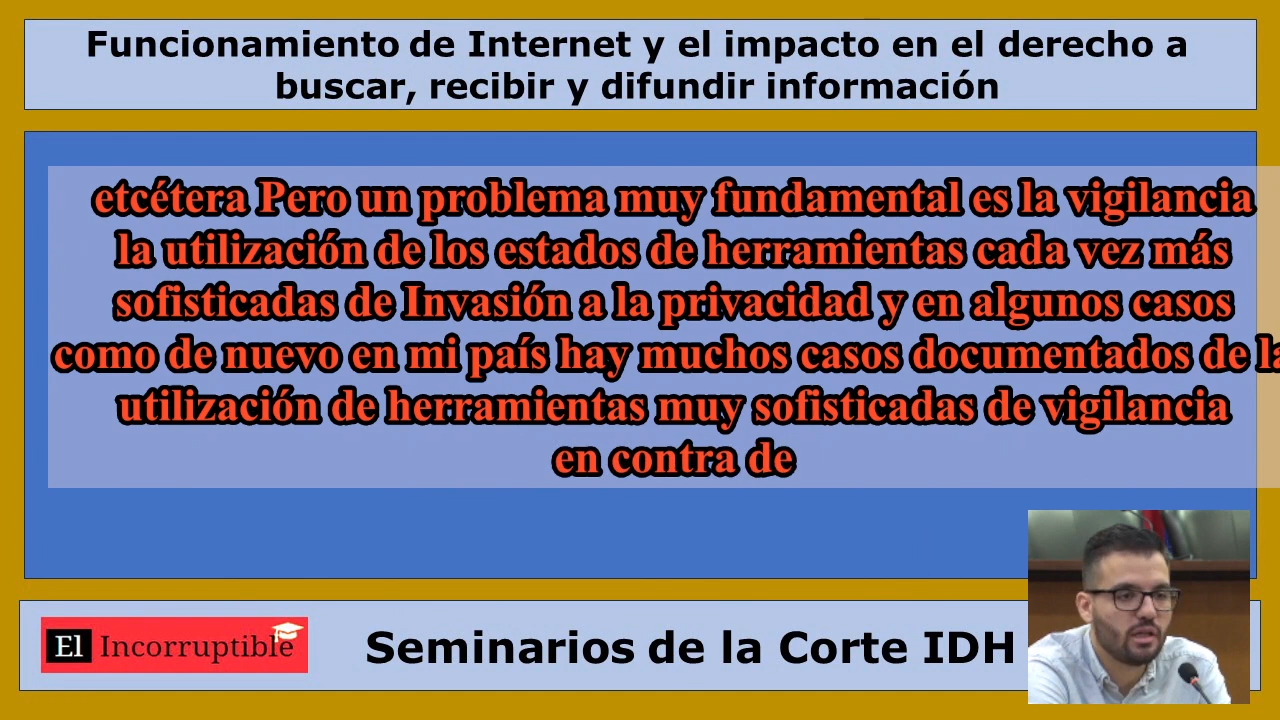 Funcionamiento de Internet y el impacto en el derecho a
buscar, recibir y difundir información
etcétera Pero un problema muy fundamental es la vigilancia
la utilización de los estados de herramientas cada vez más
sofisticadas de Invasión a la privacidad y en algunos casos
como de nuevo en mi país hay muchos casos documentados de la
utilización de herramientas muy sofisticadas de vigilancia
en contra de
El Incorruptible
Seminarios de la Corte IDH